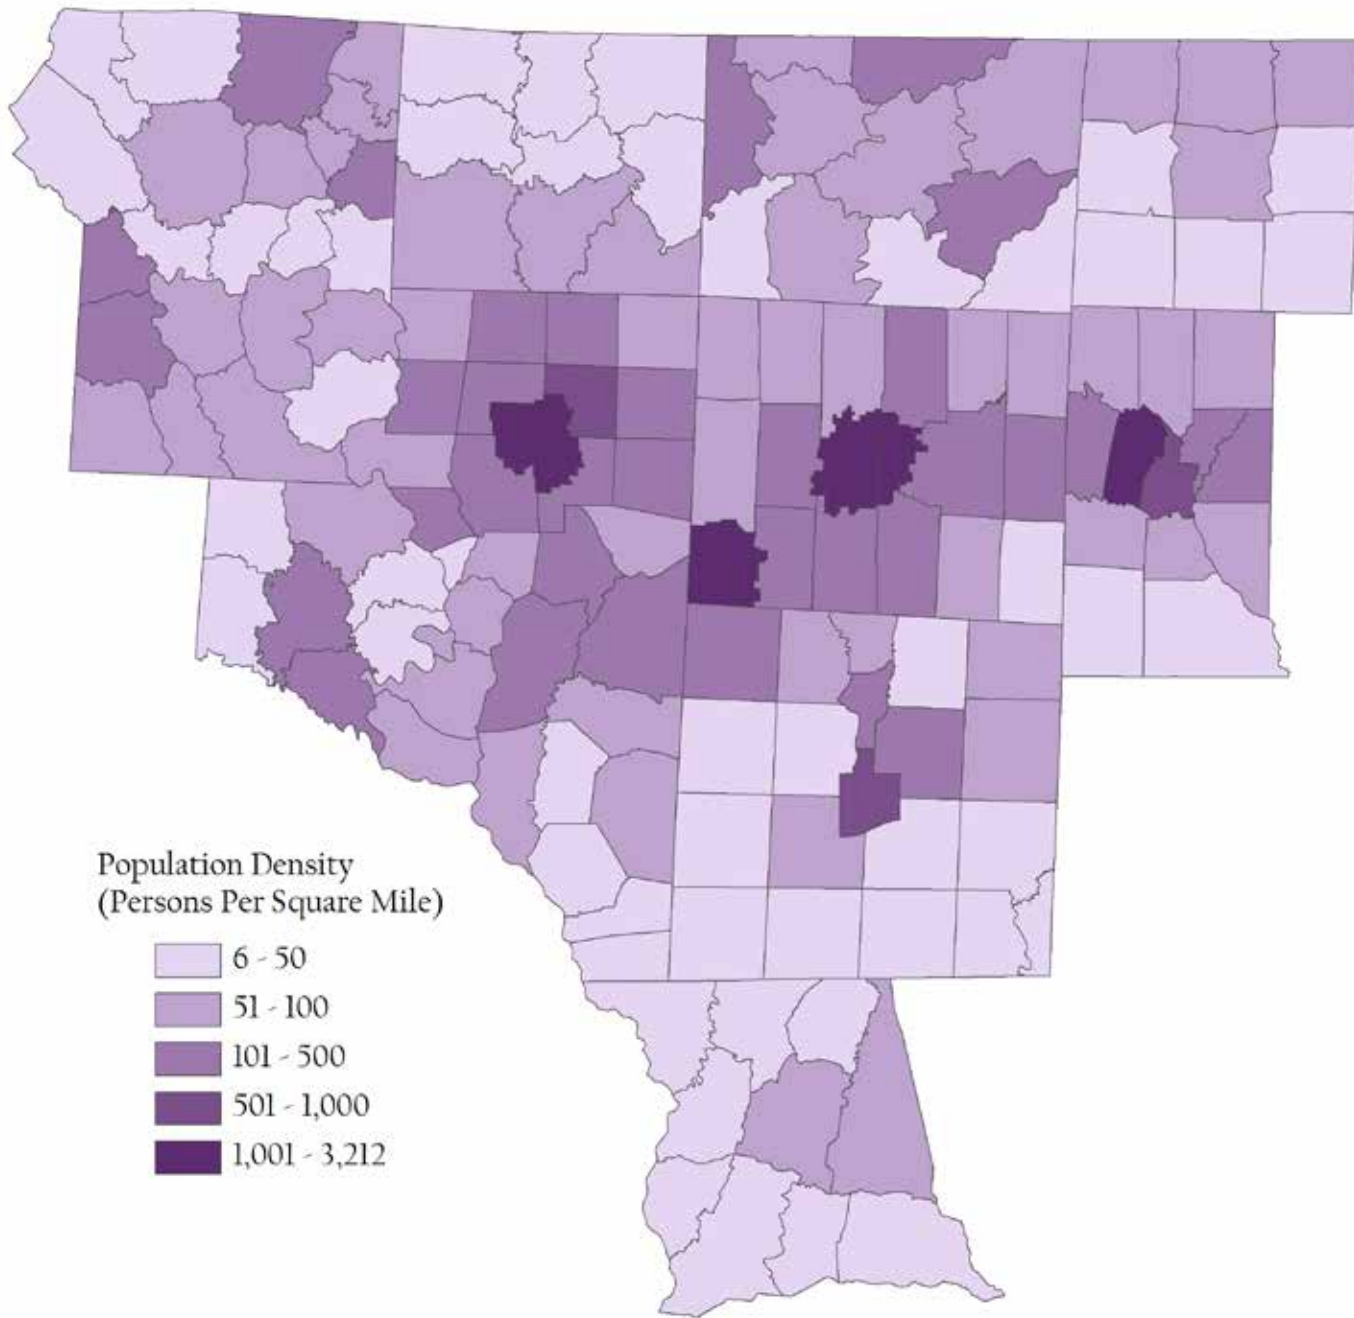 Population Density
(Persons Per Square Mile)
6 - 50
51 - 100
101 - 500
501 - 1,000
1,001 - 3,212